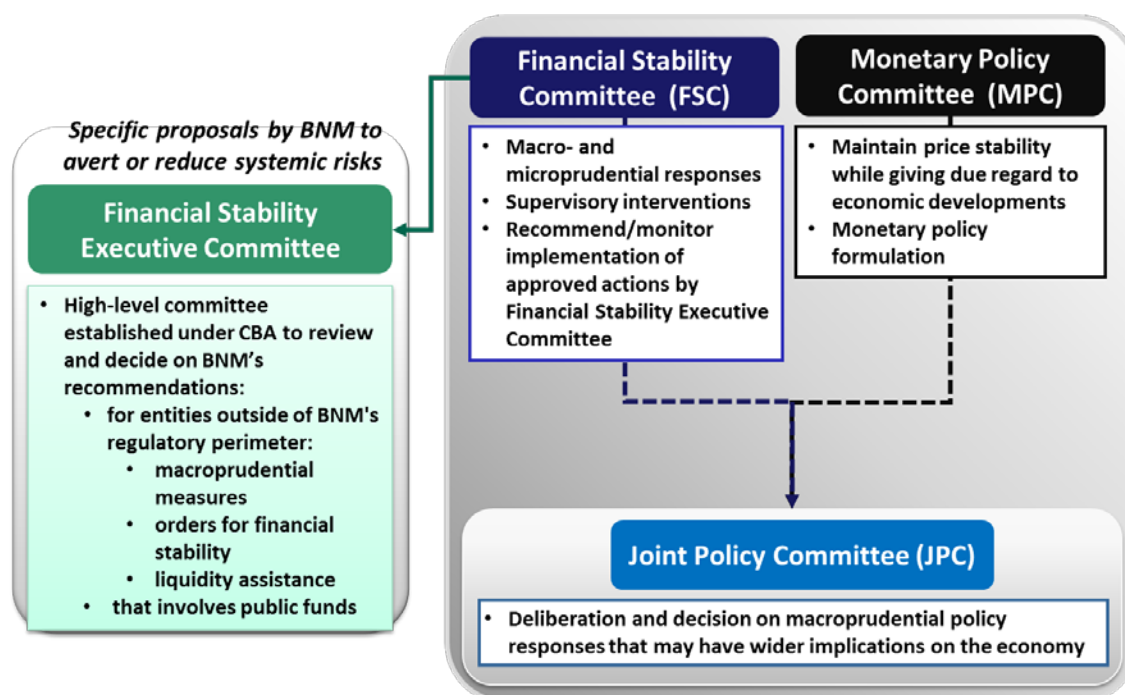 Financial Stability
Committee (FSC)
• Macro- and
microprudential responses
• Supervisory interventions
• Recommend/monitor
implementation of
approved actions by
Financial Stability Executive
Committee
Monetary Policy
Committee (MPC)
• Maintain price stability
while giving due regard to
economic developments
• Monetary policy
formulation
Specific proposals by BNM to
avert or reduce systemic risks
Financial Stability
Executive Committee
• High-level committee
established under CBA to review
and decide on BNM’s
recommendations:
• for entities outside of BNM's
regulatory perimeter:
• macroprudential
measures
• orders for financial
stability
• liquidity assistance
• that involves public funds
Joint Policy Committee (JPC)
• Deliberation and decision on macroprudential policy
responses that may have wider implications on the economy